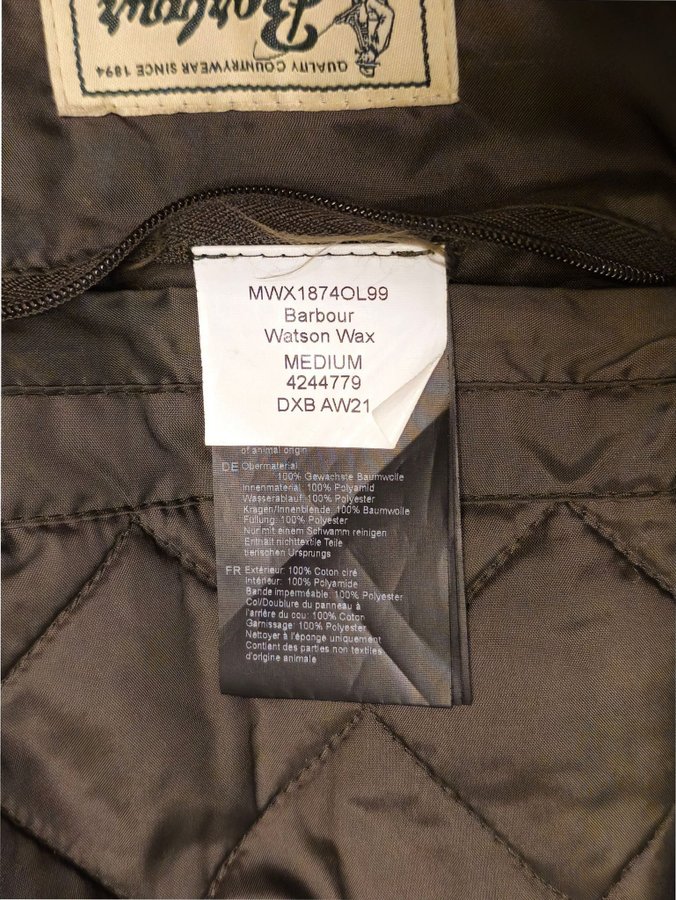 Barbour
QUALITY COUNTRYWEAR SINCE 1894
MWX1874OL99
Barbour
Watson Wax
MEDIUM
4244779
DXB AW21
of animal origin
DE Obermaterial
100% Gewachste Baumwolle
Innenmaterial: 100% Polyamid
Wasserablauf: 100% Polyester
Kragen/Innenblende: 100% Baumwolle
Füllung: 100% Polyester
Nur mit einem Schwamm reinigen
Enthält nichttextile Teile
tierischen Ursprungs
FR Extérieur: 100% Coton ciré
Intérieur: 100% Polyamide
Bande imperméable: 100% Polyester
Col/Doublure du panneau à
l'arrière du cou: 100% Coton
Garnissage: 100% Polyester
Nettoyer à l'éponge uniquement
Contient des parties non textiles
d'origine animale